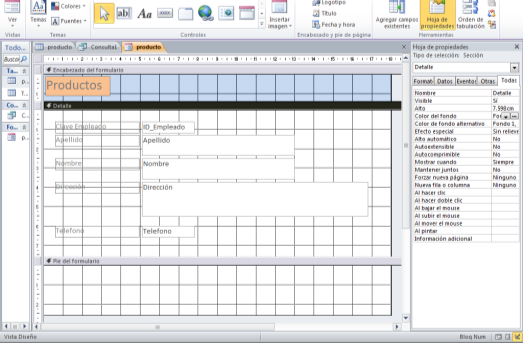 Ver
Temas
Colores
Fuentes
ab|
Aa
xxxx
Insertar
imagen
Logotipo
Título
Fecha y hora
Agregar campos
existentes
Hoja de
propiedades
Orden de
tabulación
Vistas
Temas
Controles
Encabezado y pie de página
Herramientas
Todo...
Buscar
Ta...
p...
f...
Co...
C...
Fo...
p...
producto
Consulta1
producto
Encabezado del formulario
Productos
Detalle
Clave Empleado
ID_Empleado
Apellido
Apellido
Nombre
Nombre
Dirección
Dirección
Telefono
Telefono
Pie del formulario
Hoja de propiedades
Tipo de selección: Sección
Detalle
Format
Datos
Evento
Otras
Todas
Nombre Detalle
Visible Sí
Alto 7.598cm
Color del fondo
Color de fondo alternativo Fondo 1,
Efecto especial Sin relieve
Alto automático No
Autoextensible No
Autocomprimible No
Mostrar cuando Siempre
Mantener juntos No
Forzar nueva página Ninguno
Nueva fila o columna Ninguno
Al hacer clic
Al hacer doble clic
Al bajar el mouse
Al subir el mouse
Al mover el mouse
Al pintar
Información adicional
Vista Diseño
Bloq Num